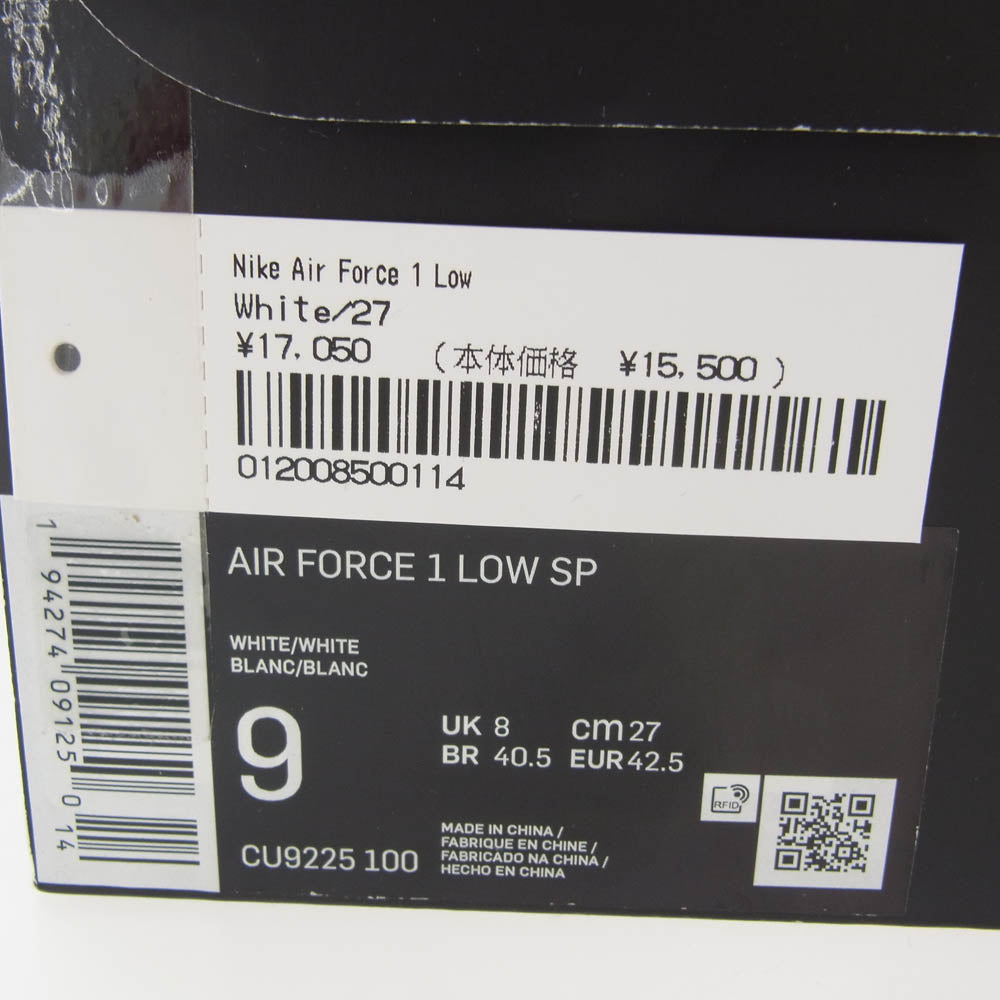 Nike Air Force 1 Low
White/27
¥17,050 (本体価格 ¥15,500)
012008500114
1 94274 09125 0 14
AIR FORCE 1 LOW SP
WHITE/WHITE
BLANC/BLANC
9
UK 8 cm 27
BR 40.5 EUR 42.5
RFID
CU9225 100
MADE IN CHINA /
FABRIQUE EN CHINE /
FABRICADO NA CHINA /
HECHO EN CHINA